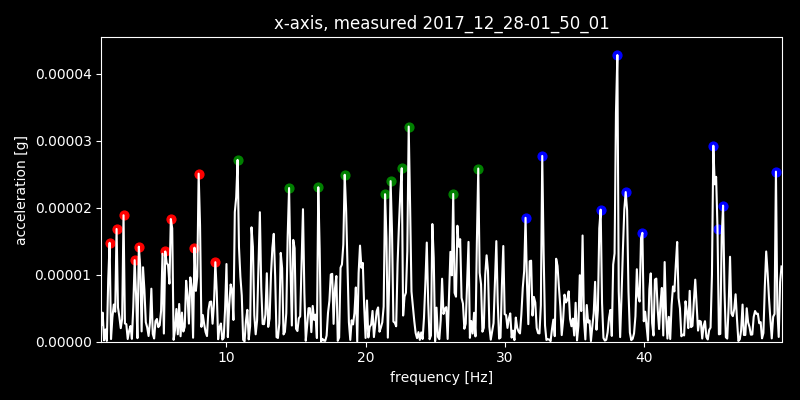 x-axis, measured 2017_12_28-01_50_01
acceleration [g]
0.00004
0.00003
0.00002
0.00001
0.00000
10 20 30 40
frequency [Hz]